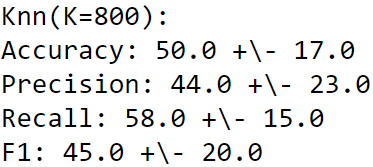 Knn(K=800):
Accuracy: 50.0 +\- 17.0
Precision: 44.0 +\- 23.0
Recall: 58.0 +\- 15.0
F1: 45.0 +\- 20.0